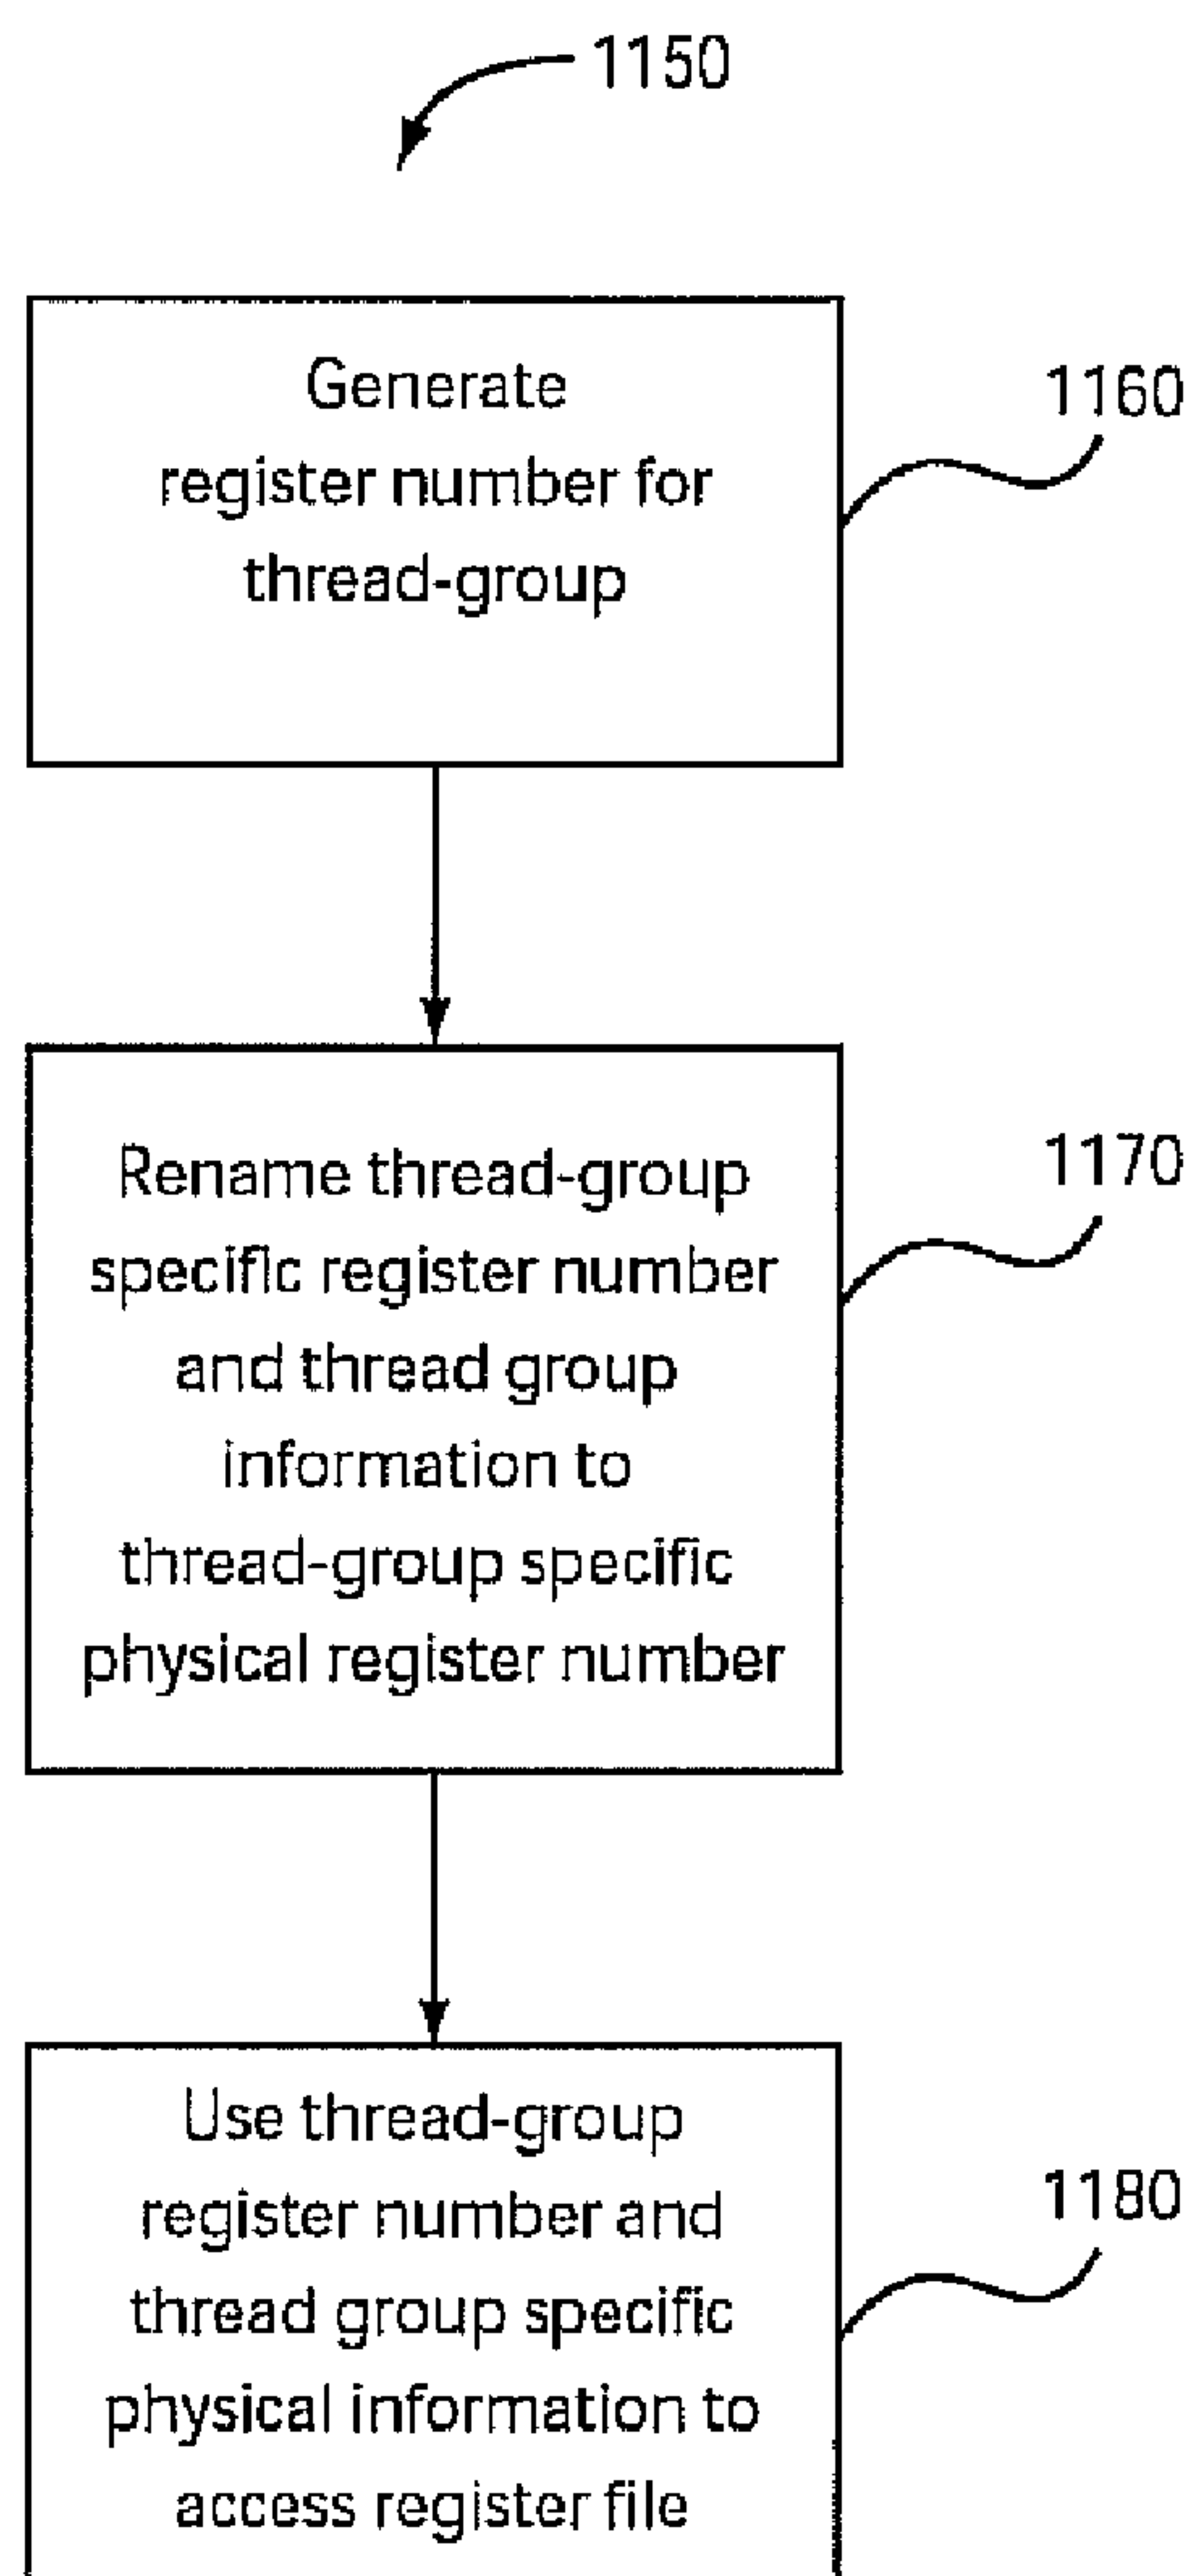 1150
Generate
register number for
thread-group
1160
Rename thread-group
specific register number
and thread group
information to
thread-group specific
physical register number
1170
Use thread-group
register number and
thread group specific
physical information to
access register file
1180